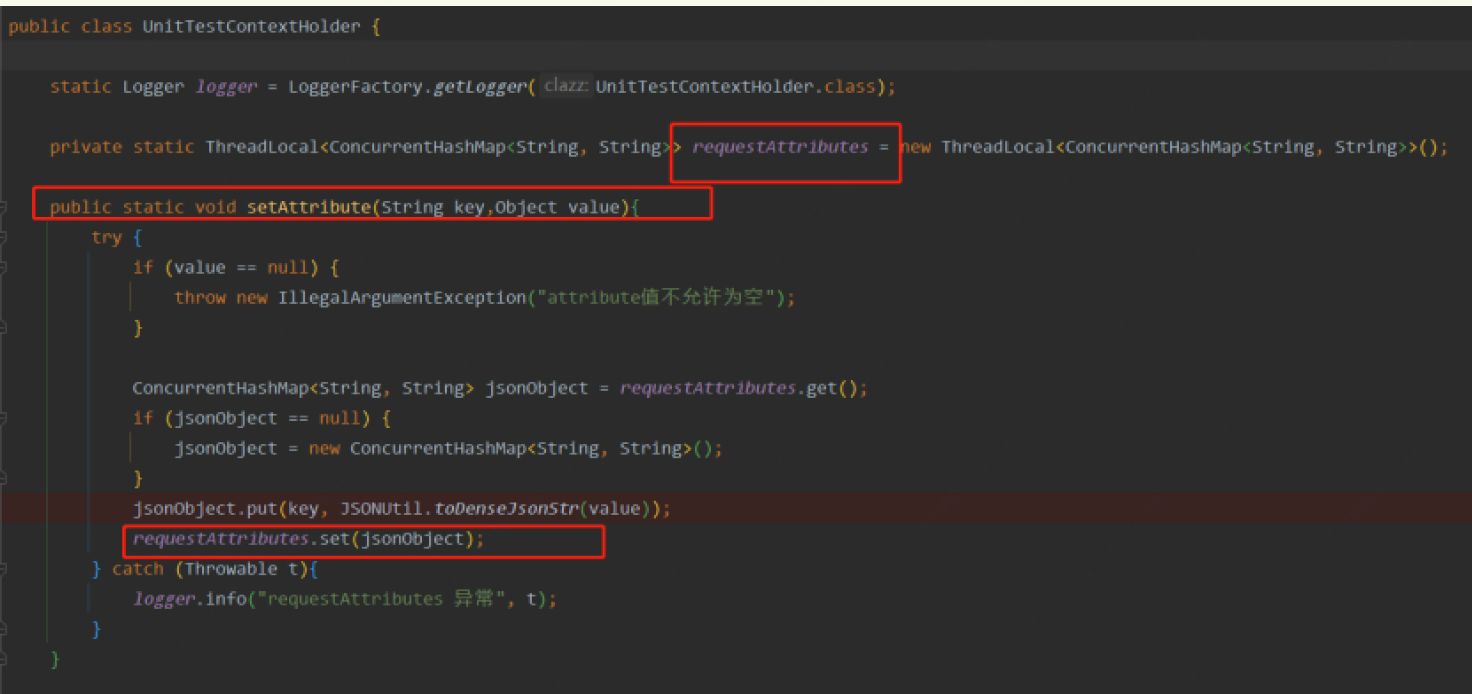 public class UnitTestContextHolder {
static Logger logger = LoggerFactory.getLogger( clazz: UnitTestContextHolder.class);
private static ThreadLocal<ConcurrentHashMap<String, String>> requestAttributes = new ThreadLocal<ConcurrentHashMap<String, String>>();
public static void setAttribute(String key,Object value){
try {
if (value == null) {
throw new IllegalArgumentException("attribute值不允许为空");
}
ConcurrentHashMap<String, String> jsonObject = requestAttributes.get();
if (jsonObject == null) {
jsonObject = new ConcurrentHashMap<String, String>();
}
jsonObject.put(key, JSONUtil.toDenseJsonStr(value));
requestAttributes.set(jsonObject);
} catch (Throwable t){
logger.info("requestAttributes 异常", t);
}
}